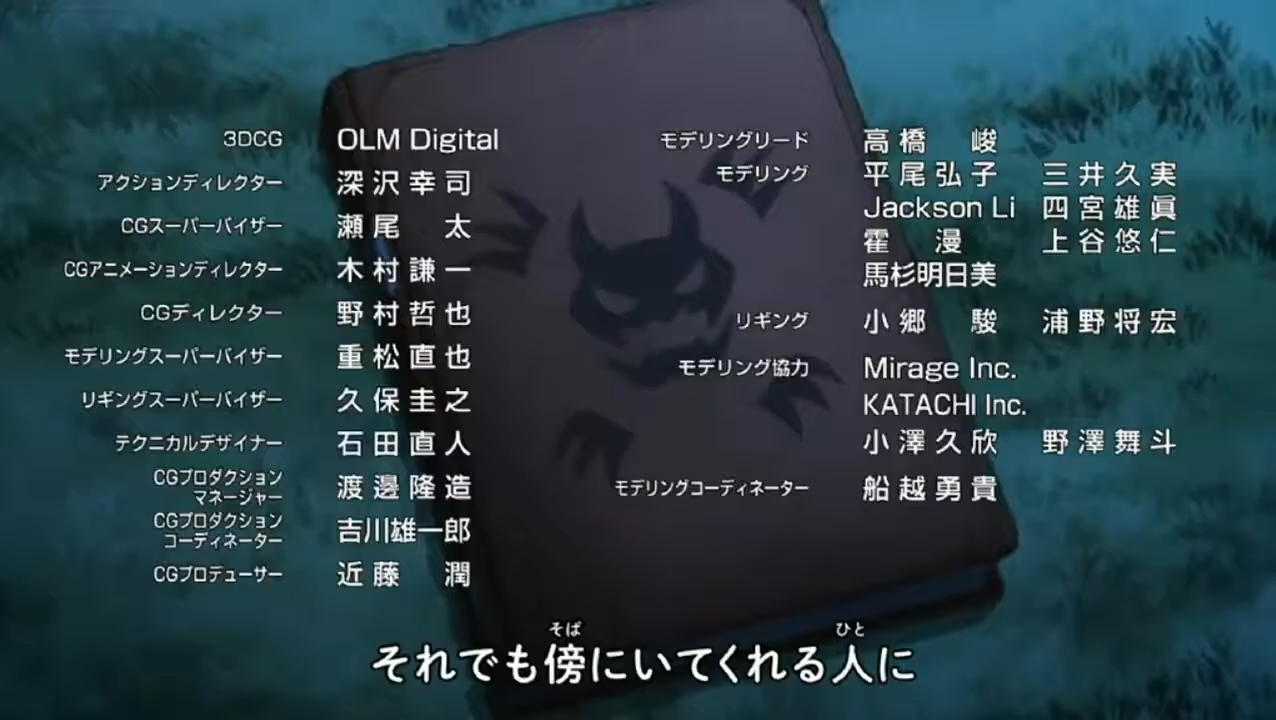 3DCG OLM Digital
アクションディレクター 深沢幸司
CGスーパーバイザー 瀬尾 太
CGアニメーションディレクター 木村謙一
CGディレクター 野村哲也
モデリングスーパーバイザー 重松直也
リギングスーパーバイザー 久保圭之
テクニカルデザイナー 石田直人
CGプロダクション
マネージャー 渡邊隆造
CGプロダクション
コーディネーター 吉川雄一郎
CGプロデューサー 近藤 潤
モデリングリード 高橋 峻
モデリング 平尾弘子 三井久実
Jackson Li 四宮雄眞
霍 漫 上谷悠仁
馬杉明日美
リギング 小郷 駿 浦野将宏
モデリング協力 Mirage Inc.
KATACHI Inc.
小澤久欣 野澤舞斗
モデリングコーディネーター 船越勇貴
そば ひと
それでも傍にいてくれる人に